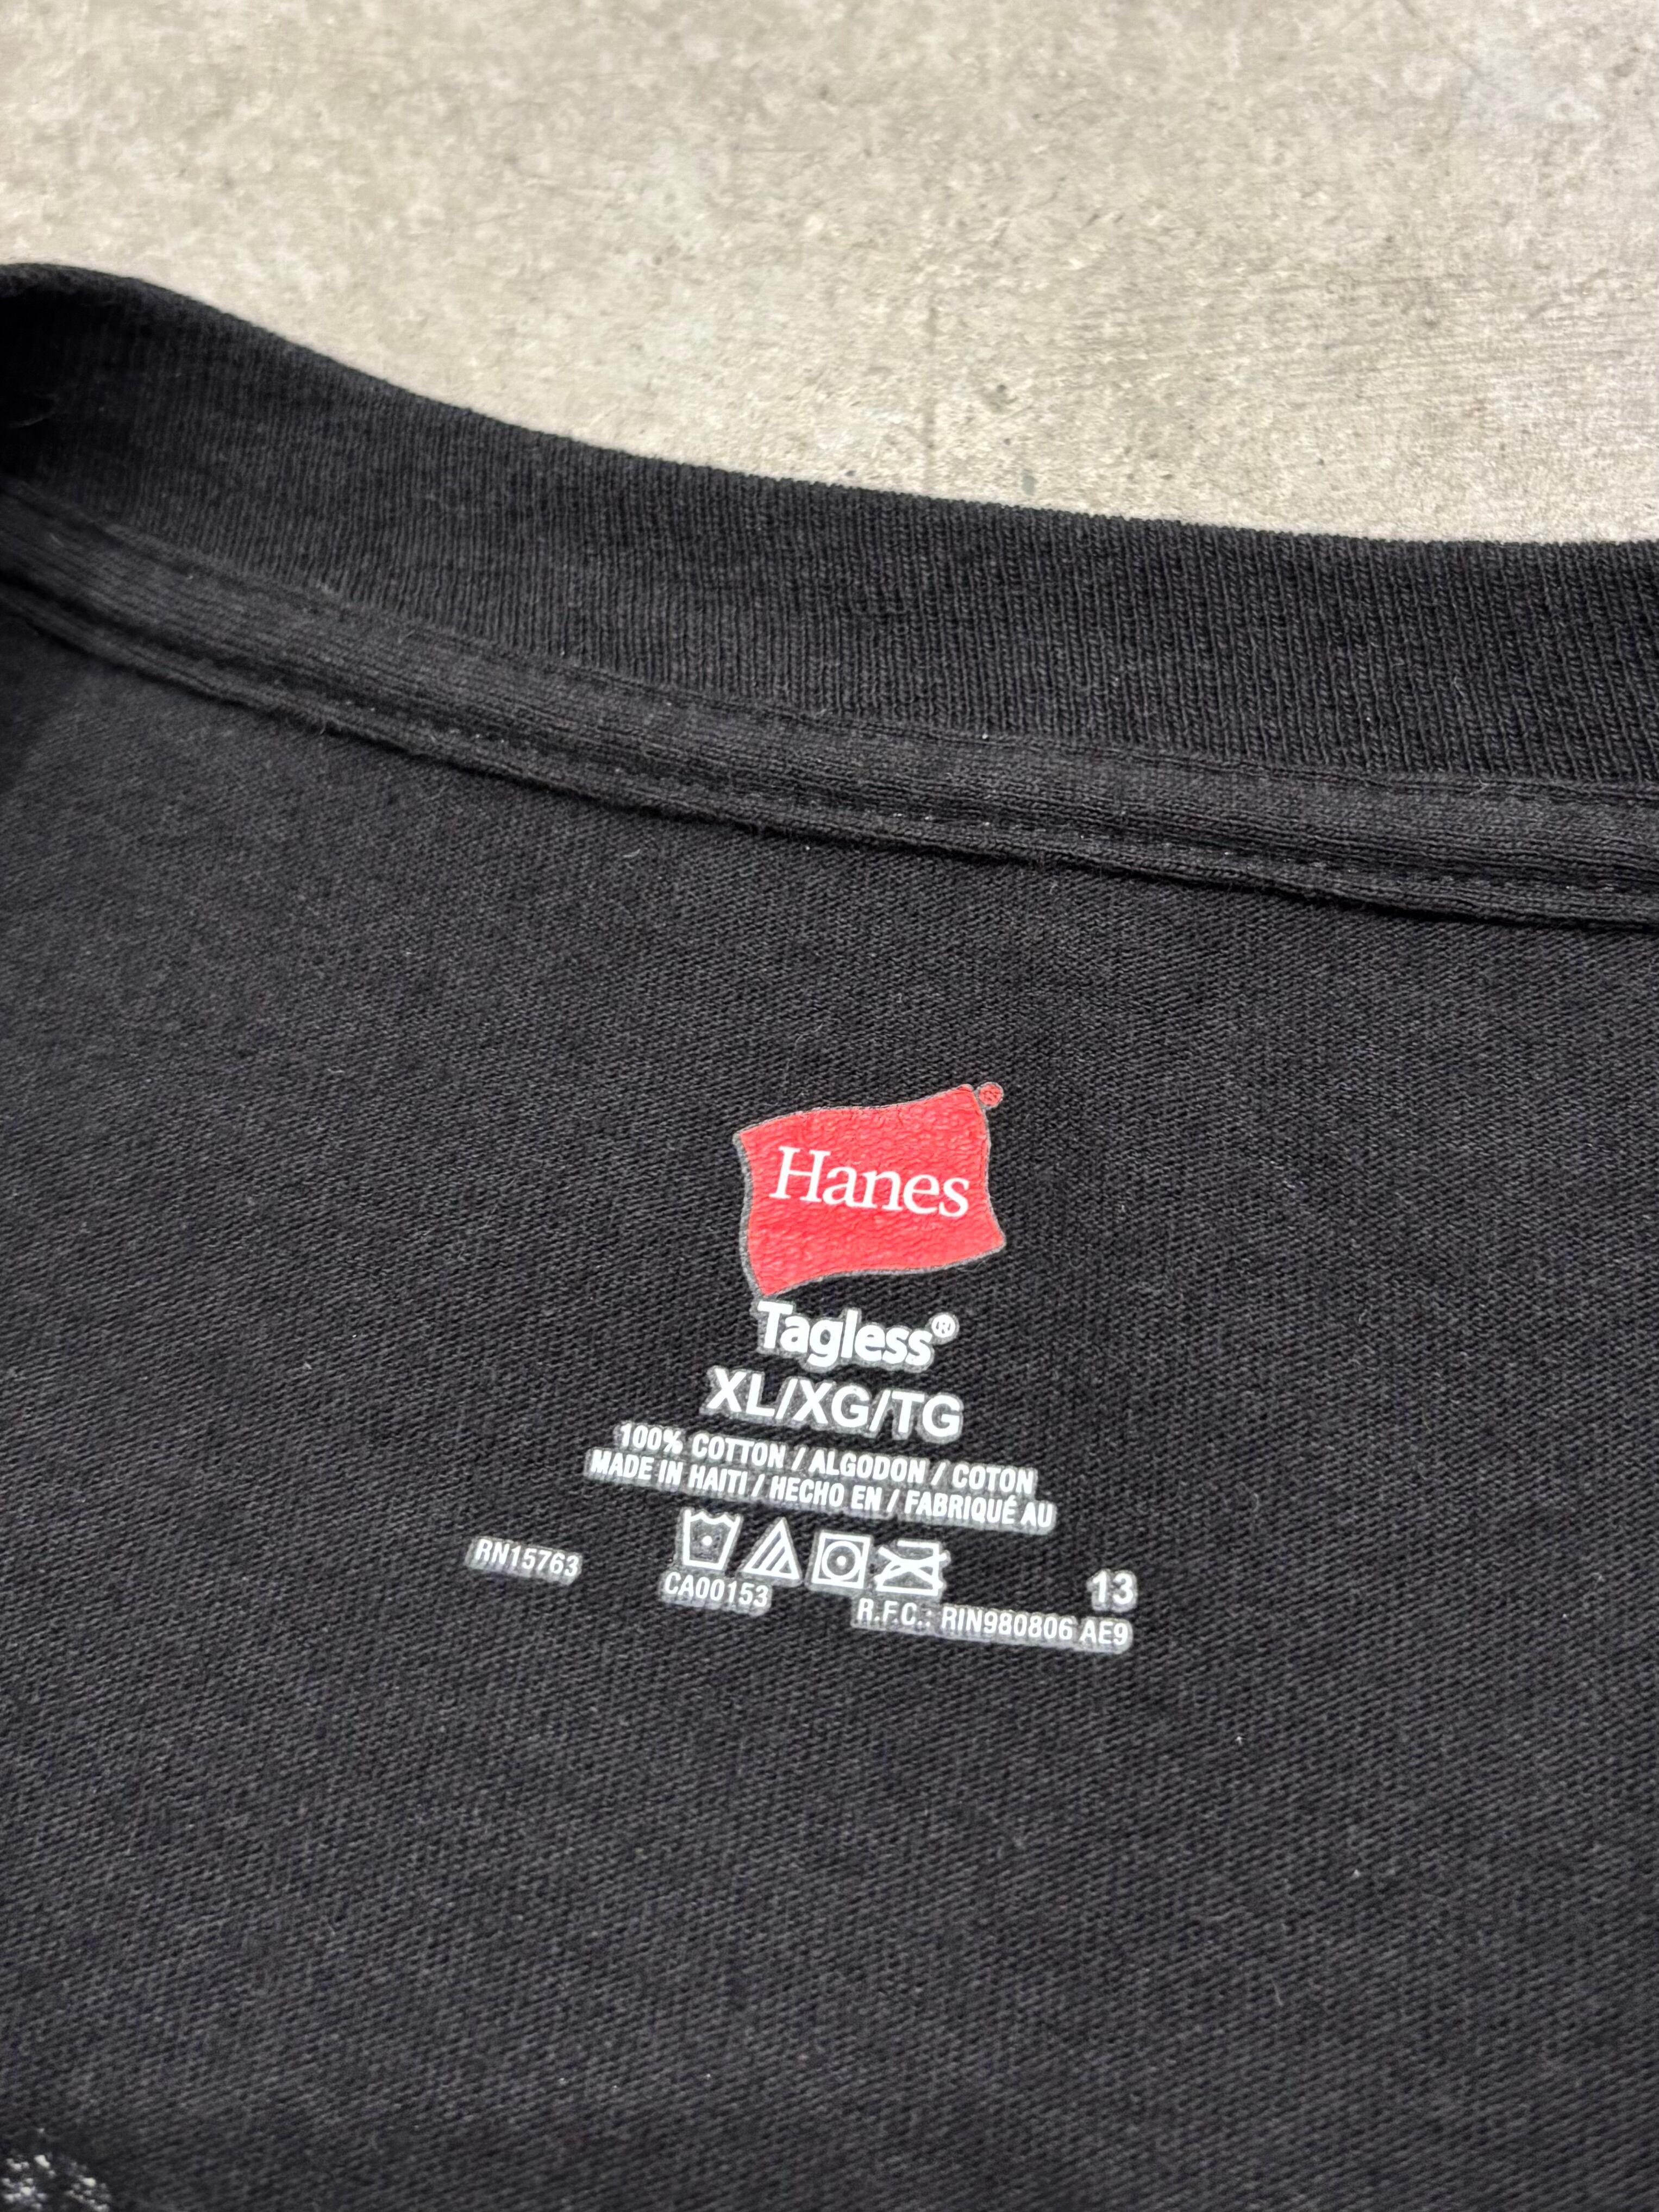 Hanes®
Tagless®
XL/XG/TG
100% COTTON / ALGODON / COTON
MADE IN HAITI / HECHO EN / FABRIQUÉ AU
RN15763
13
CA00153
R.F.C.: RIN980806 AE9